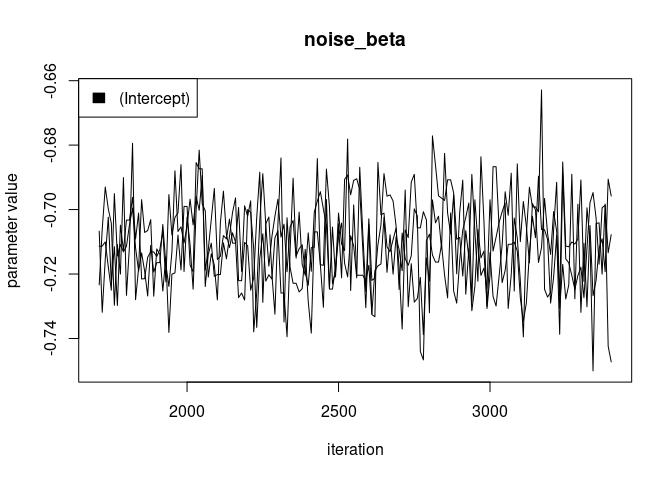 noise_beta
(Intercept)
parameter value
-0.66
-0.68
-0.70
-0.72
-0.74
2000 2500 3000
iteration